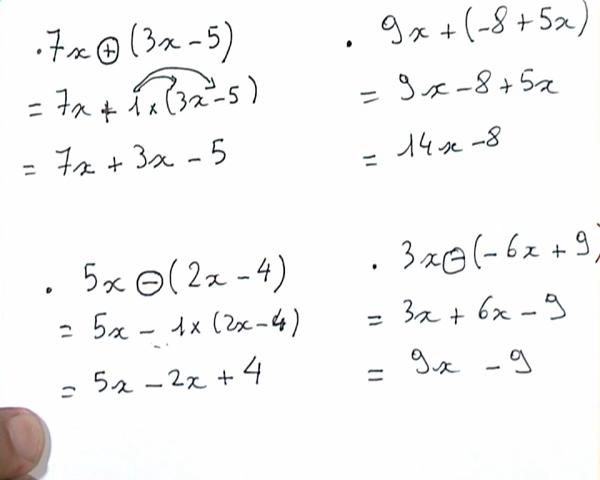 . 7x ⊕ (3x - 5)
= 7x + 1 × (3x - 5)
= 7x + 3x - 5
. 9x + (-8 + 5x)
= 9x - 8 + 5x
= 14x - 8
. 5x ⊖ (2x - 4)
= 5x - 1 × (2x - 4)
= 5x - 2x + 4
. 3x ⊖ (-6x + 9)
= 3x + 6x - 9
= 9x - 9